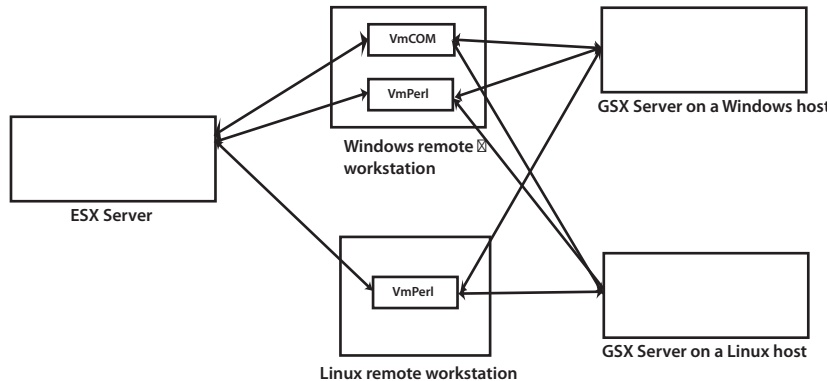 VmCOM
VmPerl
GSX Server on a Windows host
Windows remote
workstation
ESX Server
VmPerl
GSX Server on a Linux host
Linux remote workstation